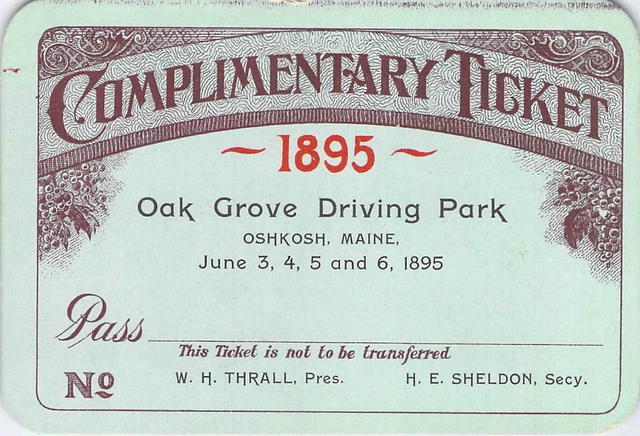 COMPLIMENTARY TICKET
~ 1895 ~
Oak Grove Driving Park
OSHKOSH, MAINE,
June 3, 4, 5 and 6, 1895
Pass
This Ticket is not to be transferred
No W. H. THRALL, Pres. H. E. SHELDON, Secy.